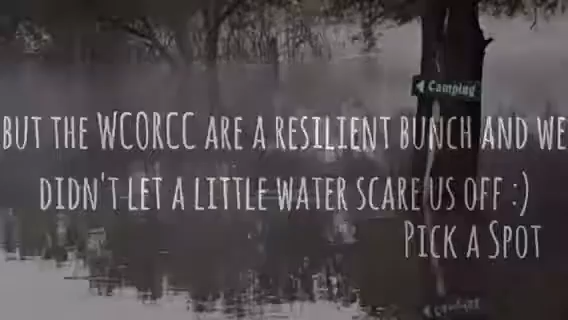 Camping
BUT THE WCORCC ARE A RESILIENT BUNCH AND WE
DIDN'T LET A LITTLE WATER SCARE US OFF :)
PICK A SPOT